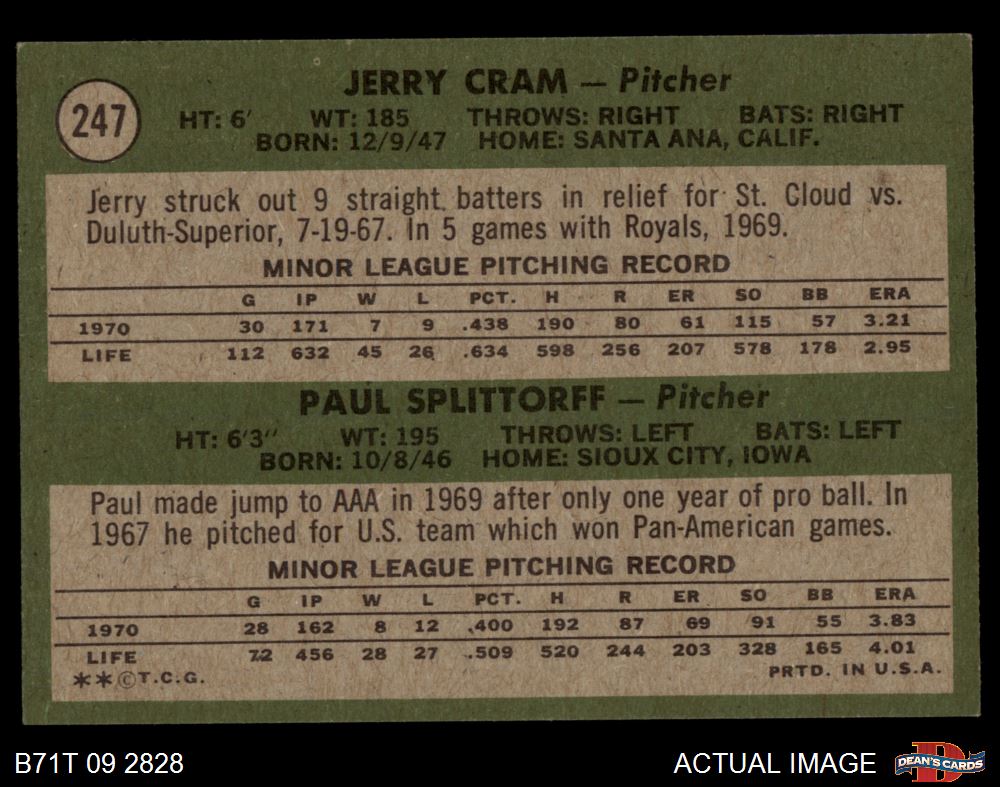 247
JERRY CRAM — Pitcher
HT: 6' WT: 185 THROWS: RIGHT BATS: RIGHT
BORN: 12/9/47 HOME: SANTA ANA, CALIF.
Jerry struck out 9 straight batters in relief for St. Cloud vs.
Duluth-Superior, 7-19-67. In 5 games with Royals, 1969.
MINOR LEAGUE PITCHING RECORD
G IP W L PCT. H R ER SO BB ERA
1970 30 171 7 9 .438 190 80 61 115 57 3.21
LIFE 112 632 45 26 .634 598 256 207 578 178 2.95
PAUL SPLITTORFF — Pitcher
HT: 6'3" WT: 195 THROWS: LEFT BATS: LEFT
BORN: 10/8/46 HOME: SIOUX CITY, IOWA
Paul made jump to AAA in 1969 after only one year of pro ball. In
1967 he pitched for U.S. team which won Pan-American games.
MINOR LEAGUE PITCHING RECORD
G IP W L PCT. H R ER SO BB ERA
1970 28 162 8 12 .400 192 87 69 91 55 3.83
LIFE 72 456 28 27 .509 520 244 203 328 165 4.01
**©T.C.G. PRTD. IN U.S.A.
B71T 09 2828 ACTUAL IMAGE D DEAN'S CARDS